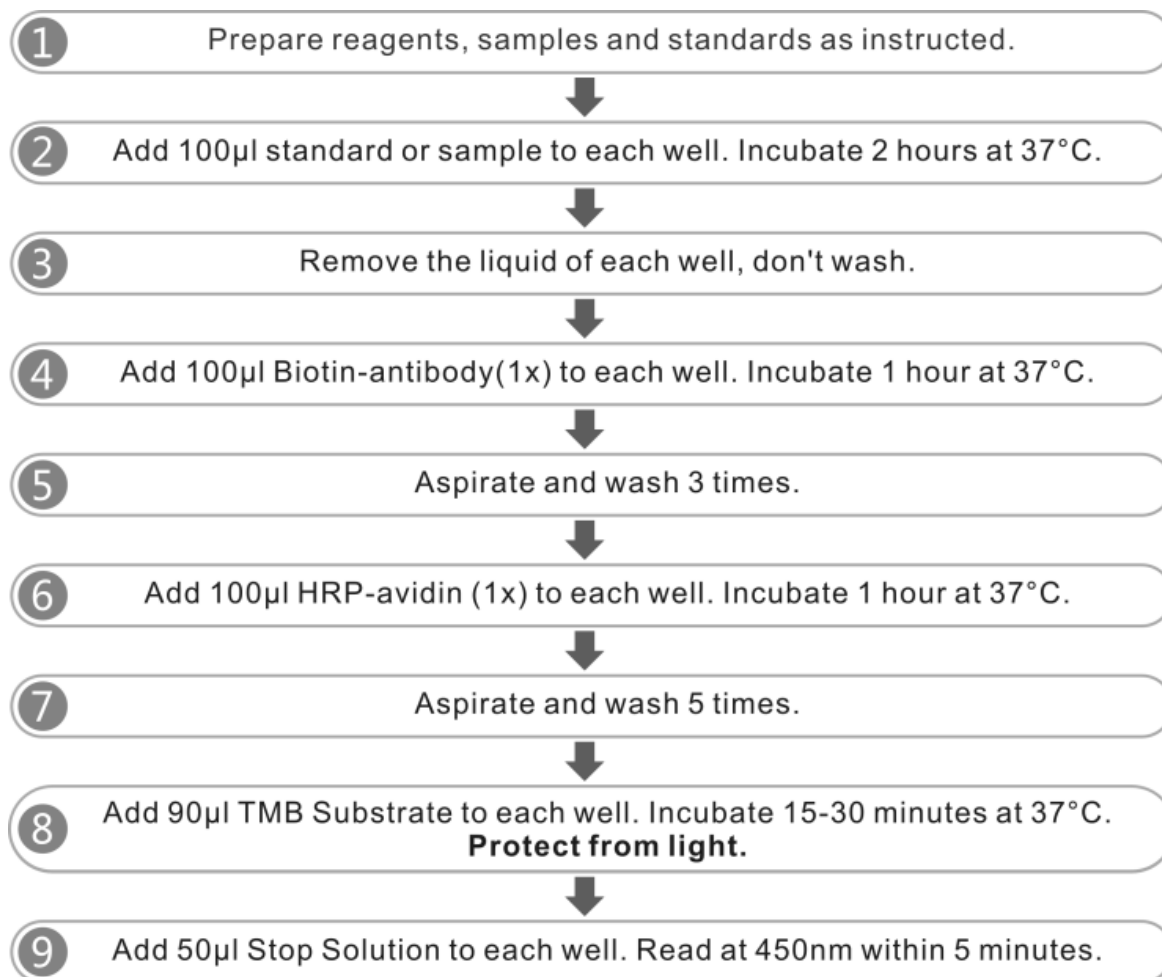 1 Prepare reagents, samples and standards as instructed.
2 Add 100µl standard or sample to each well. Incubate 2 hours at 37°C.
3 Remove the liquid of each well, don't wash.
4 Add 100µl Biotin-antibody(1x) to each well. Incubate 1 hour at 37°C.
5 Aspirate and wash 3 times.
6 Add 100µl HRP-avidin (1x) to each well. Incubate 1 hour at 37°C.
7 Aspirate and wash 5 times.
8 Add 90µl TMB Substrate to each well. Incubate 15-30 minutes at 37°C.
Protect from light.
9 Add 50µl Stop Solution to each well. Read at 450nm within 5 minutes.